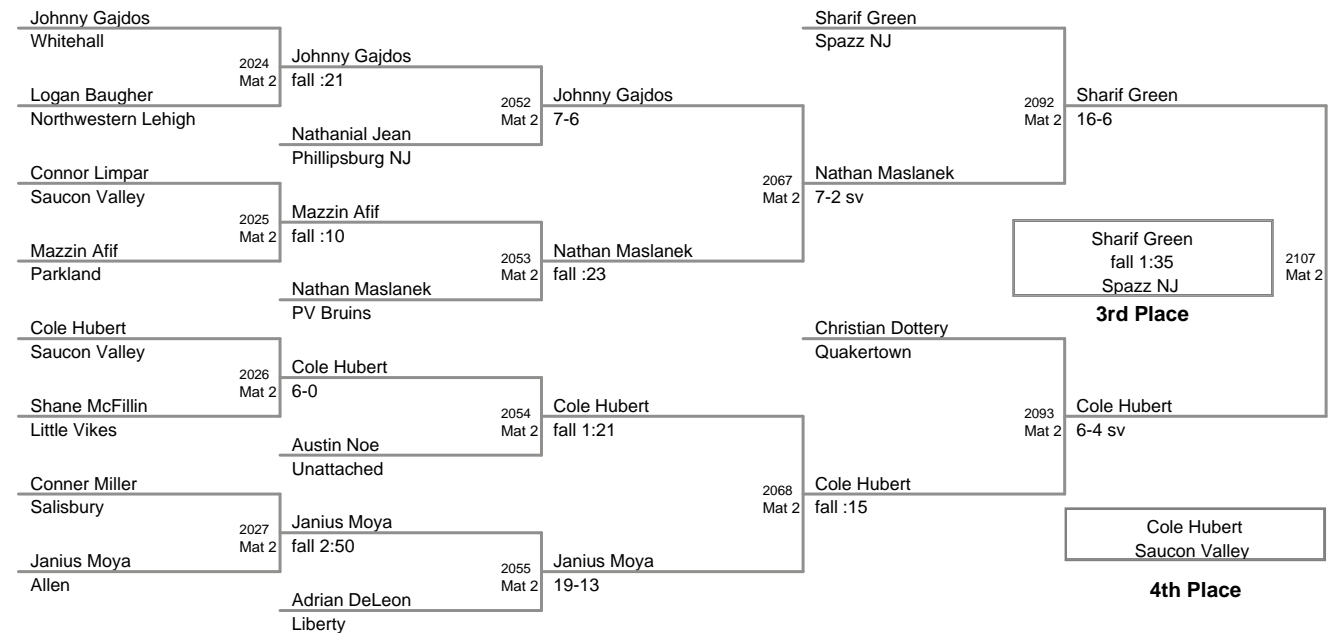 Johnny Gajdos
Whitehall
2024
Mat 2
Logan Baugher
Northwestern Lehigh
Connor Limpar
Saucon Valley
2025
Mat 2
Mazzin Afif
Parkland
Cole Hubert
Saucon Valley
2026
Mat 2
Shane McFillin
Little Vikes
Conner Miller
Salisbury
2027
Mat 2
Janius Moya
Allen
Johnny Gajdos
fall :21
2052
Mat 2
Nathanial Jean
Phillipsburg NJ
Mazzin Afif
fall :10
2053
Mat 2
Nathan Maslanek
PV Bruins
Cole Hubert
6-0
2054
Mat 2
Austin Noe
Unattached
Janius Moya
fall 2:50
2055
Mat 2
Adrian DeLeon
Liberty
Johnny Gajdos
7-6
2067
Mat 2
Nathan Maslanek
fall :23
Cole Hubert
fall 1:21
2068
Mat 2
Janius Moya
19-13
Sharif Green
Spazz NJ
2092
Mat 2
Nathan Maslanek
7-2 sv
Christian Dottery
Quakertown
2093
Mat 2
Cole Hubert
fall :15
Sharif Green
16-6
Sharif Green
fall 1:35
Spazz NJ
2107
Mat 2
3rd Place
Cole Hubert
6-4 sv
Cole Hubert
Saucon Valley
4th Place